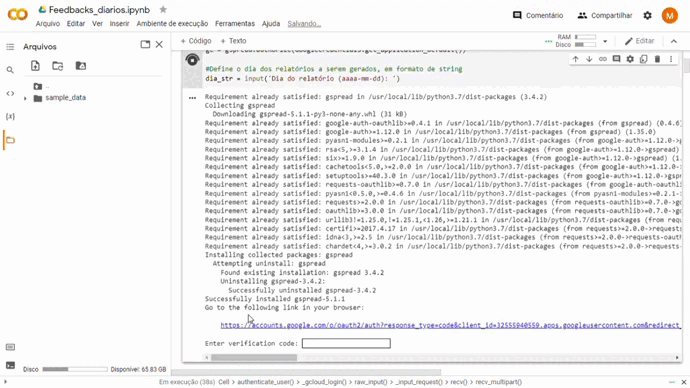 Feedbacks_diarios.ipynb
Comentário
Compartilhar
M
Arquivo Editar Ver Inserir Ambiente de execução Ferramentas Ajuda Salvando...
Arquivos
+ Código + Texto
RAM
Disco
Editar
..
sample_data
#Define o dia dos relatórios a serem gerados, em formato de string
dia_str = input('Dia do relatório (aaaa-mm-dd): ')
Requirement already satisfied: gspread in /usr/local/lib/python3.7/dist-packages (3.4.2)
Collecting gspread
Downloading gspread-5.1.1-py3-none-any.whl (31 kB)
Requirement already satisfied: google-auth-oauthlib>=0.4.1 in /usr/local/lib/python3.7/dist-packages (from gspread) (0.4.6)
Requirement already satisfied: google-auth>=1.12.0 in /usr/local/lib/python3.7/dist-packages (from gspread) (1.35.0)
Requirement already satisfied: pyasn1-modules>=0.2.1 in /usr/local/lib/python3.7/dist-packages (from google-auth>=1.12.0->gspre
Requirement already satisfied: rsa<5,>=3.1.4 in /usr/local/lib/python3.7/dist-packages (from google-auth>=1.12.0->gspread)
Requirement already satisfied: six>=1.9.0 in /usr/local/lib/python3.7/dist-packages (from google-auth>=1.12.0->gspread) (1.
Requirement already satisfied: cachetools<5.0,>=2.0.0 in /usr/local/lib/python3.7/dist-packages (from google-auth>=1.12.0->
Requirement already satisfied: setuptools>=40.3.0 in /usr/local/lib/python3.7/dist-packages (from google-auth>=1.12.0->gspr
Requirement already satisfied: requests-oauthlib>=0.7.0 in /usr/local/lib/python3.7/dist-packages (from google-auth-oauthli
Requirement already satisfied: pyasn1<0.5.0,>=0.4.6 in /usr/local/lib/python3.7/dist-packages (from pyasn1-modules>=0.2.1->
Requirement already satisfied: requests>=2.0.0 in /usr/local/lib/python3.7/dist-packages (from requests-oauthlib>=0.7.0->go
Requirement already satisfied: oauthlib>=3.0.0 in /usr/local/lib/python3.7/dist-packages (from requests-oauthlib>=0.7.0->go
Requirement already satisfied: urllib3!=1.25.0,!=1.25.1,<1.26,>=1.21.1 in /usr/local/lib/python3.7/dist-packages (from requ
Requirement already satisfied: certifi>=2017.4.17 in /usr/local/lib/python3.7/dist-packages (from requests>=2.0.0->requests
Requirement already satisfied: idna<3,>=2.5 in /usr/local/lib/python3.7/dist-packages (from requests>=2.0.0->requests-oauth
Requirement already satisfied: chardet<4,>=3.0.2 in /usr/local/lib/python3.7/dist-packages (from requests>=2.0.0->requests-
Installing collected packages: gspread
Attempting uninstall: gspread
Found existing installation: gspread 3.4.2
Uninstalling gspread-3.4.2:
Successfully uninstalled gspread-3.4.2
Successfully installed gspread-5.1.1
Go to the following link in your browser:
https://accounts.google.com/o/oauth2/auth?response_type=code&client_id=32555940559.apps.googleusercontent.com&redirect_
Enter verification code:
Disco Disponível: 65.83 GB
Em execução (38s) Cell > authenticate_user() > _gcloud_login() > raw_input() > _input_request() > recv() > recv_multipart()